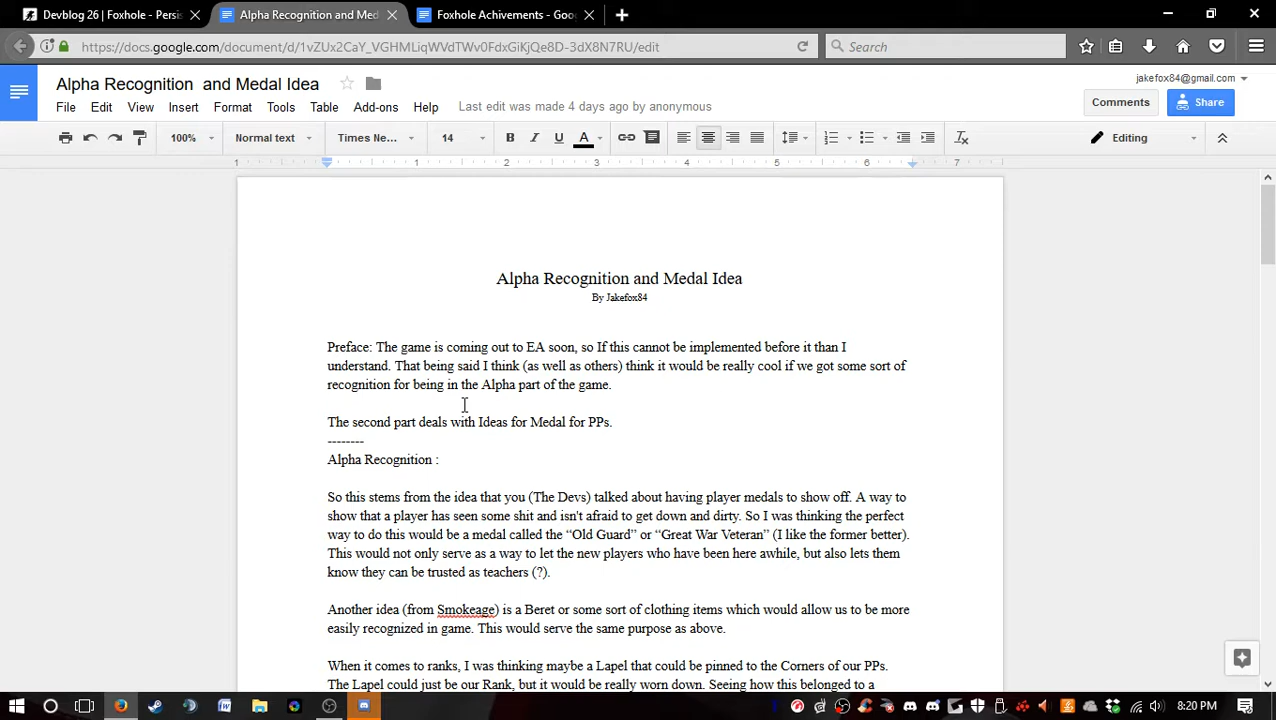 Devblog 26 | Foxhole - Persis
Alpha Recognition and Med
Foxhole Achivements - Goog
https://docs.google.com/document/d/1vZUx2CaY_VGHMLiqWVdTWv0FdxGiKjQe8D-3dX8N7RU/edit
Search
Alpha Recognition and Medal Idea
jakefox84@gmail.com
File Edit View Insert Format Tools Table Add-ons Help Last edit was made 4 days ago by anonymous
Comments Share
100% Normal text Times Ne... 14 B I U A Editing
1 1 2 3 4 5 6 7
Alpha Recognition and Medal Idea
By Jakefox84
Preface: The game is coming out to EA soon, so If this cannot be implemented before it than I
understand. That being said I think (as well as others) think it would be really cool if we got some sort of
recognition for being in the Alpha part of the game.
The second part deals with Ideas for Medal for PPs.
--------
Alpha Recognition :
So this stems from the idea that you (The Devs) talked about having player medals to show off. A way to
show that a player has seen some shit and isn't afraid to get down and dirty. So I was thinking the perfect
way to do this would be a medal called the “Old Guard” or “Great War Veteran” (I like the former better).
This would not only serve as a way to let the new players who have been here awhile, but also lets them
know they can be trusted as teachers (?).
Another idea (from Smokeage) is a Beret or some sort of clothing items which would allow us to be more
easily recognized in game. This would serve the same purpose as above.
When it comes to ranks, I was thinking maybe a Lapel that could be pinned to the Corners of our PPs.
The Lapel could just be our Rank, but it would be really worn down. Seeing how this belonged to a
8:20 PM